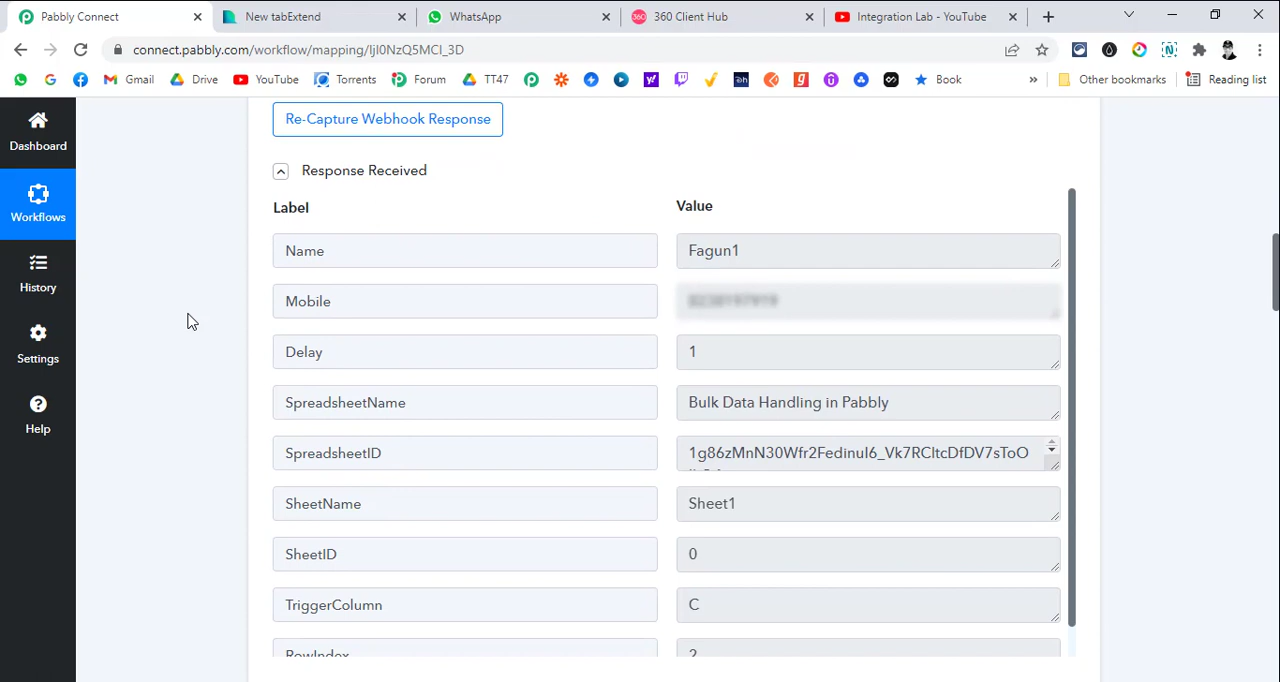 Pabbly Connect
New tabExtend
WhatsApp
360 Client Hub
Integration Lab - YouTube
connect.pabbly.com/workflow/mapping/IjI0NzQ5MCI_3D
Gmail
Drive
YouTube
Torrents
Forum
TT47
Book
»
Other bookmarks
Reading list
Dashboard
Workflows
History
Settings
Help
Re-Capture Webhook Response
Response Received
Label Value
Name Fagun1
Mobile
Delay 1
SpreadsheetName Bulk Data Handling in Pabbly
SpreadsheetID 1g86zMnN30Wfr2FedinuI6_Vk7RCltcDfDV7sToO
SheetName Sheet1
SheetID 0
TriggerColumn C
RowIndex 2